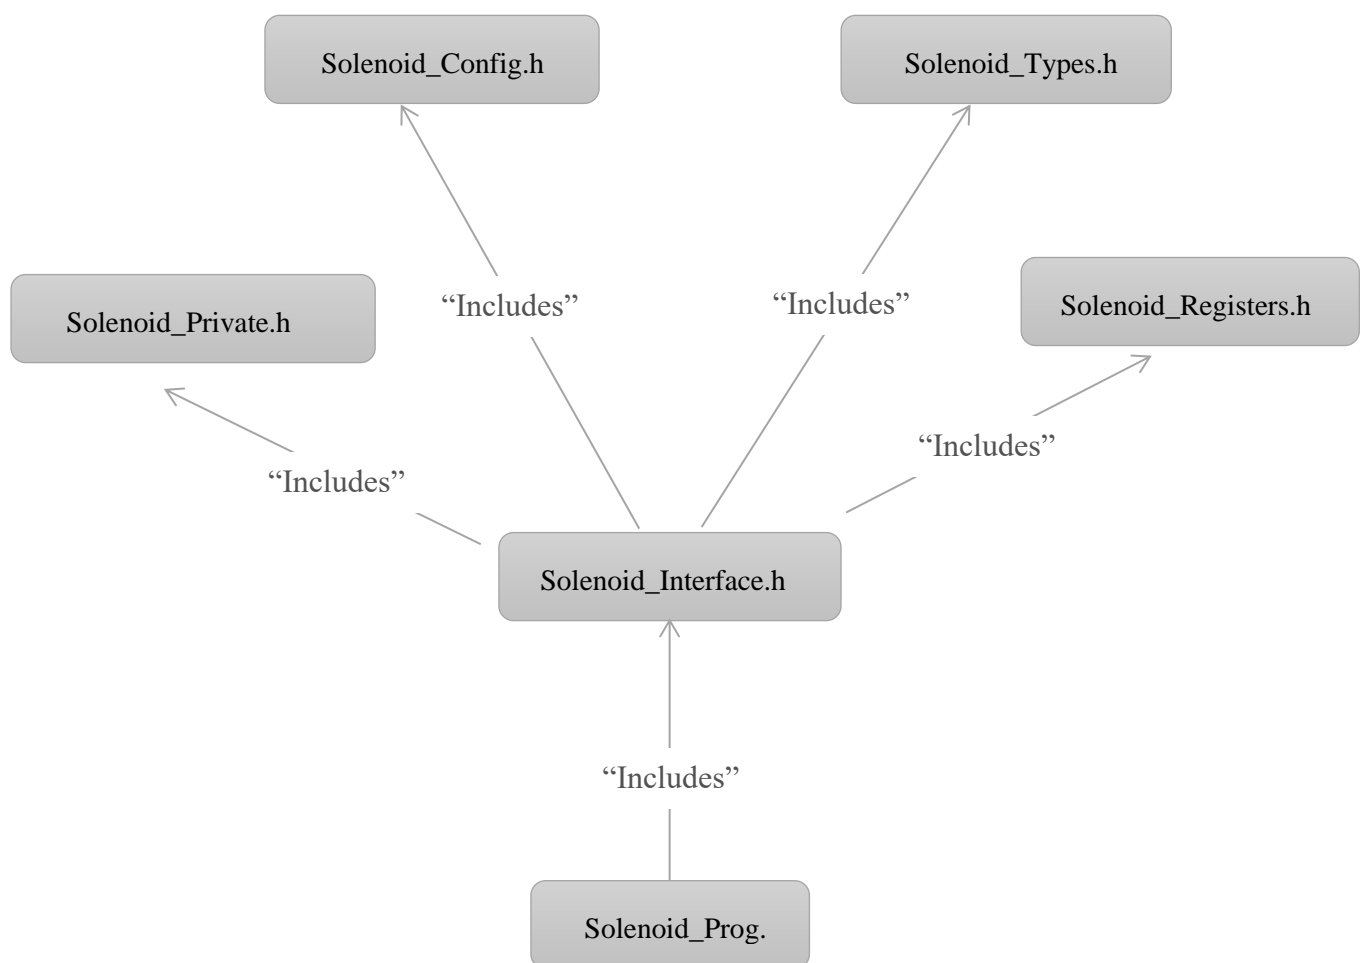 Solenoid_Config.h
Solenoid_Types.h
“Includes”
“Includes”
Solenoid_Private.h
Solenoid_Registers.h
“Includes”
“Includes”
Solenoid_Interface.h
“Includes”
Solenoid_Prog.